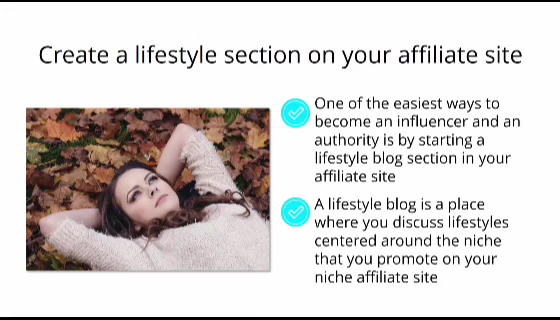 Create a lifestyle section on your affiliate site
One of the easiest ways to
become an influencer and an
authority is by starting a
lifestyle blog section in your
affiliate site
A lifestyle blog is a place
where you discuss lifestyles
centered around the niche
that you promote on your
niche affiliate site